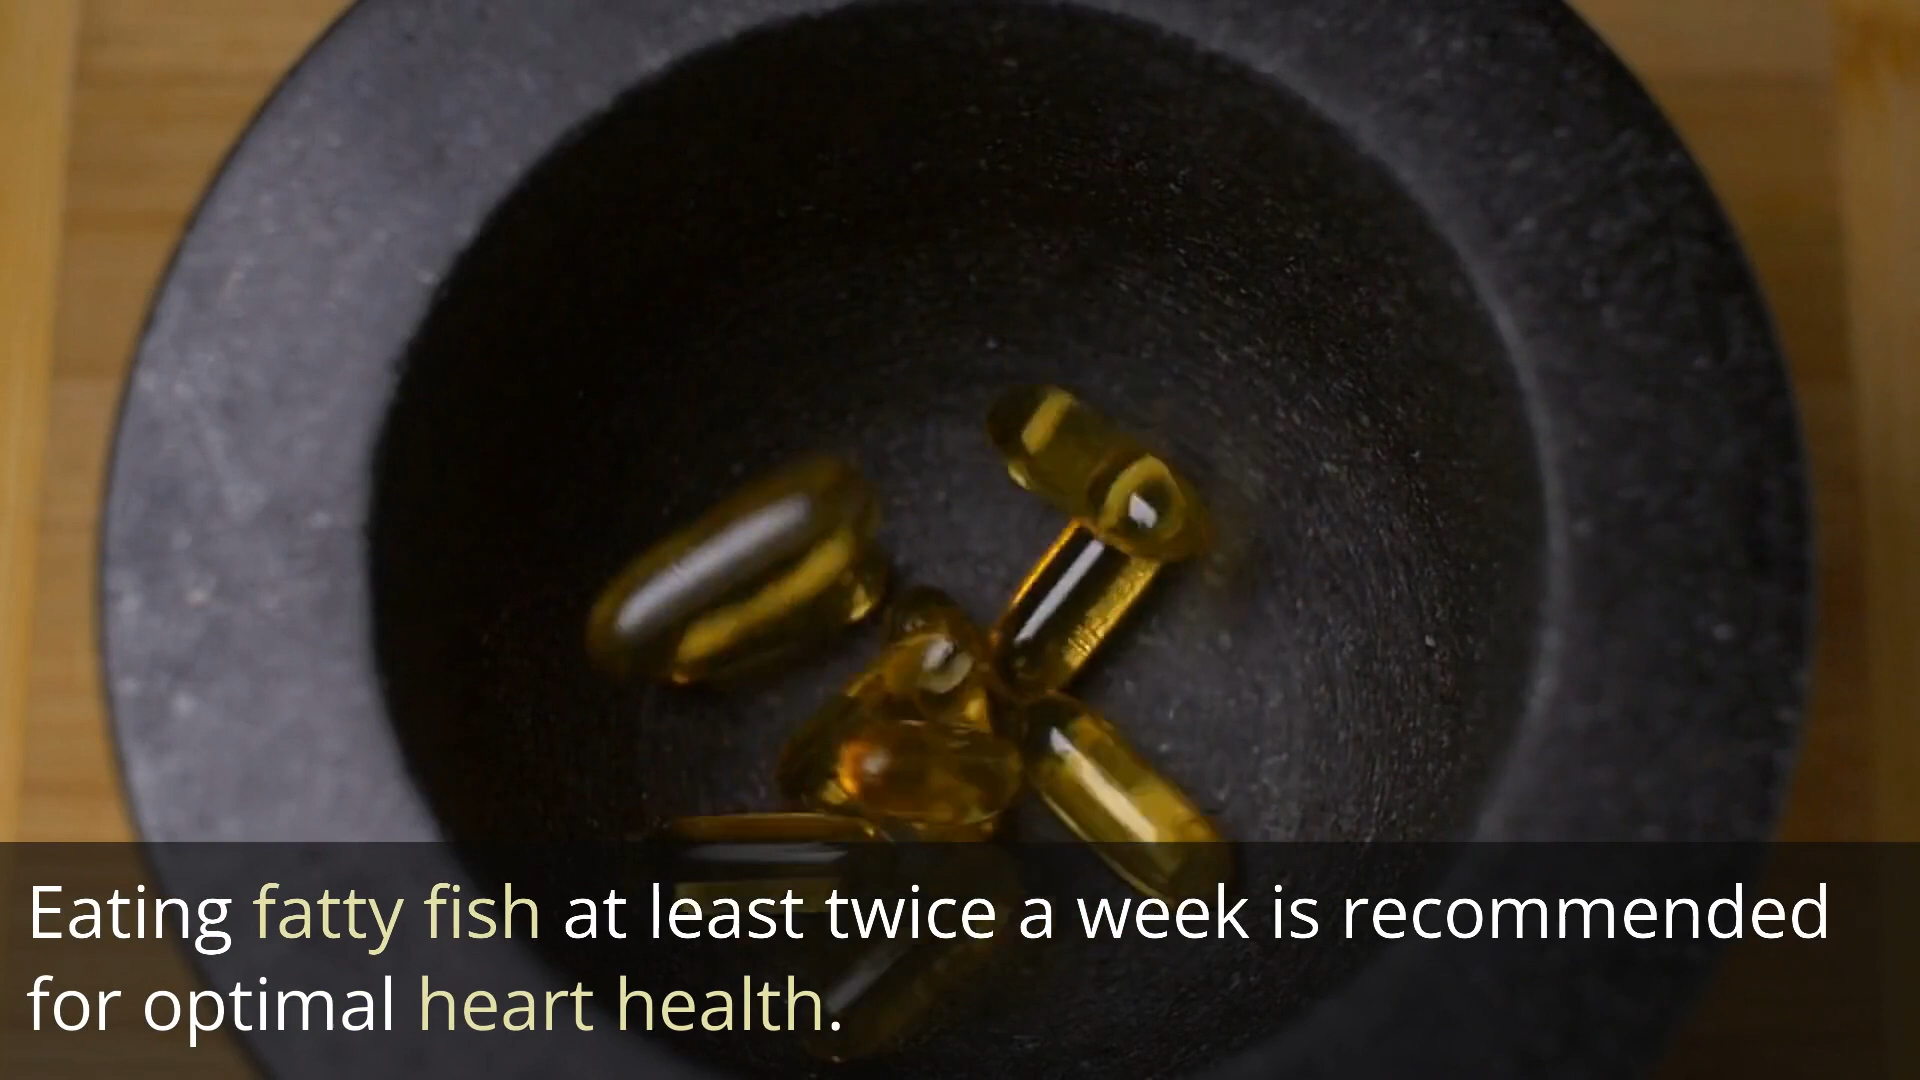 Eating fatty fish at least twice a week is recommended
for optimal heart health.